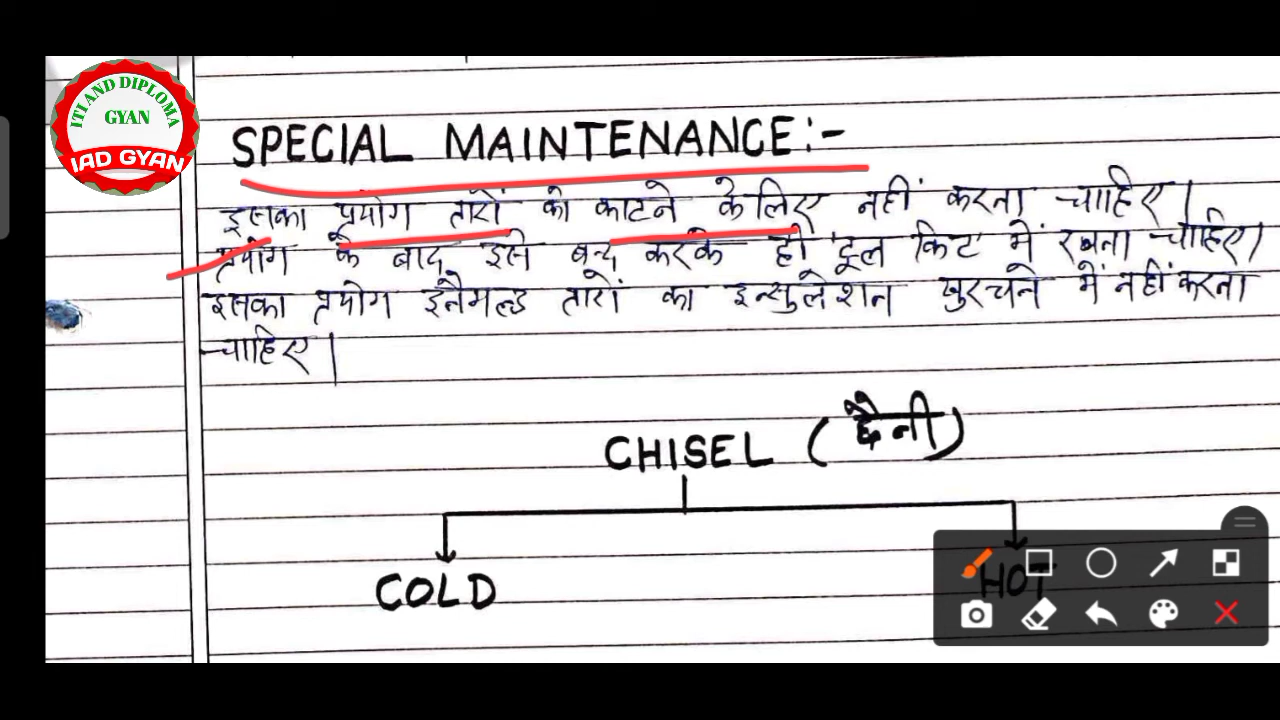 ITI AND DIPLOMA
GYAN
IAD GYAN
SPECIAL MAINTENANCE:-
इसका प्रयोग तारों को काटने के लिए नहीं करना चाहिए।
प्रयोग के बाद इसे बन्द करके ही टूल किट में रखना चाहिए।
इसका प्रयोग इनैमल्ड तारों का इन्सुलेशन खुरचने में नहीं करना
चाहिए।
CHISEL (छैनी)
COLD
HOT